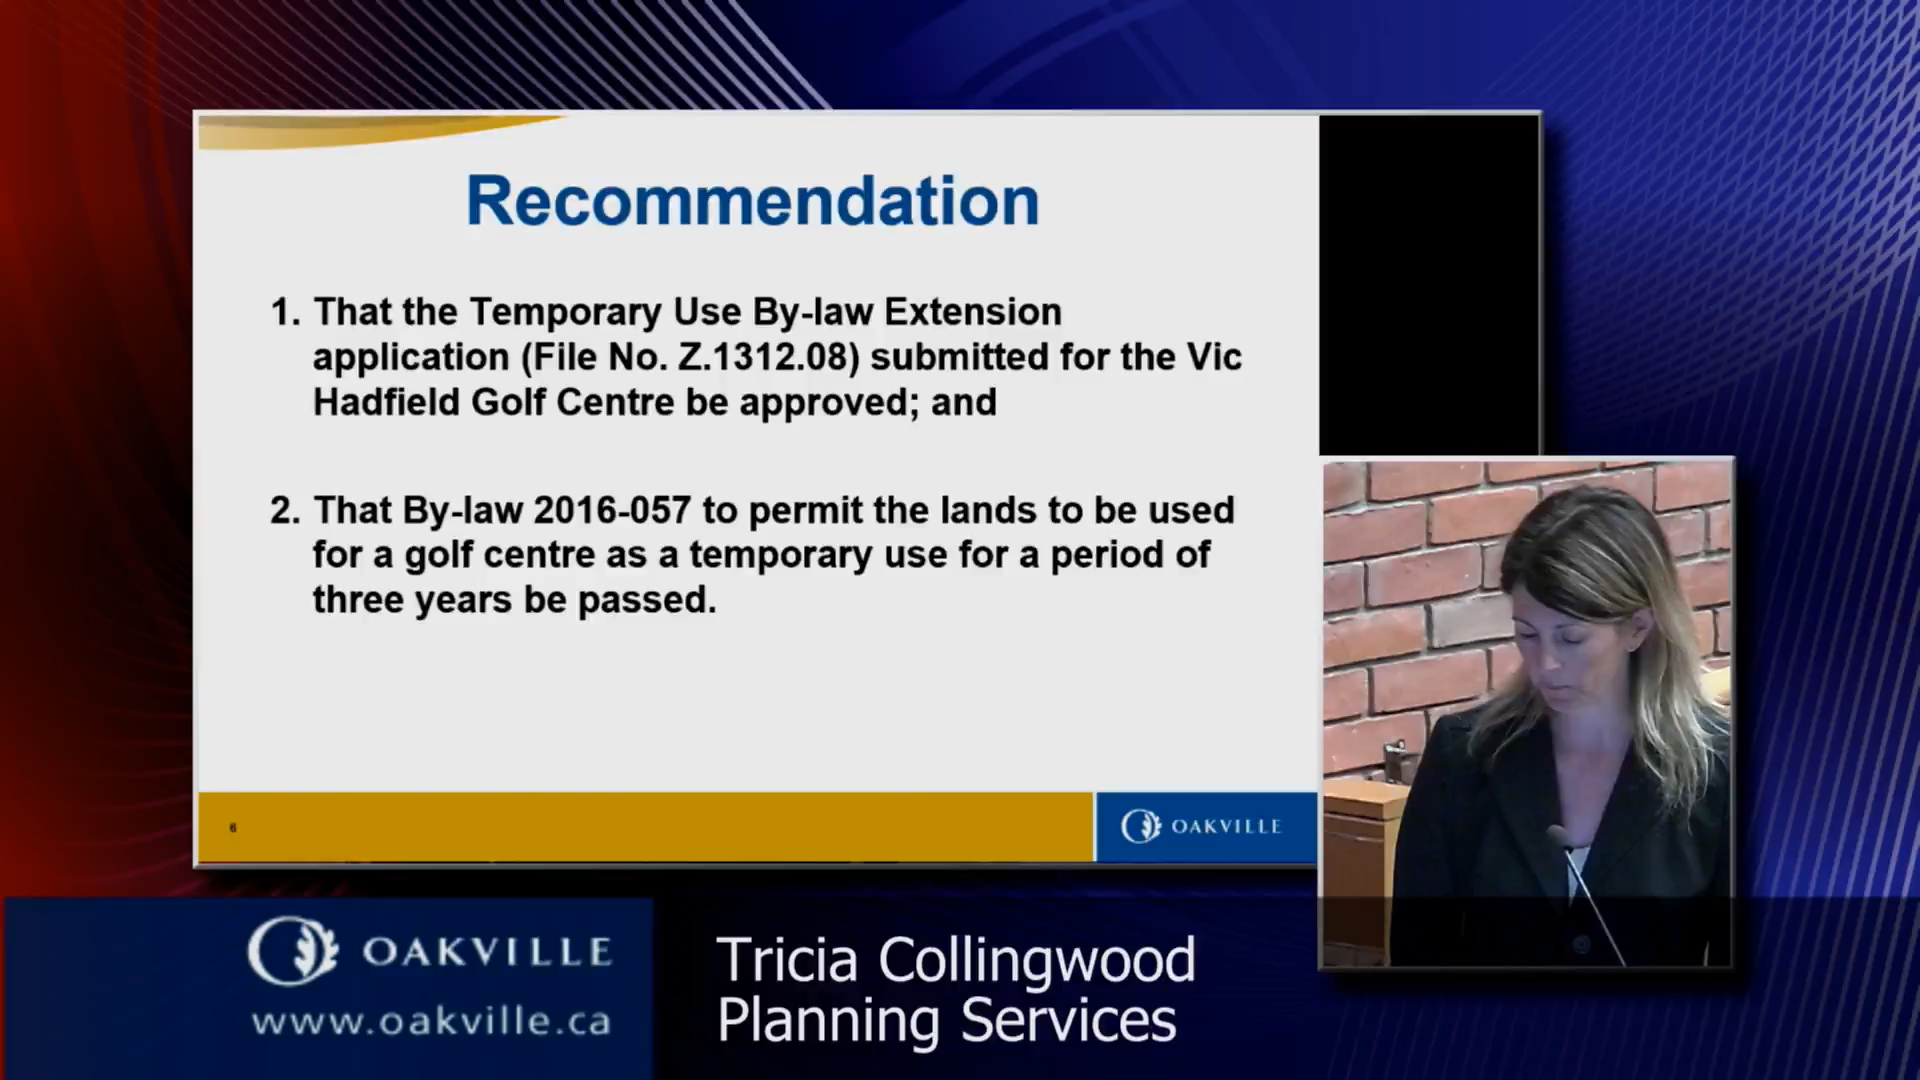 Recommendation
1. That the Temporary Use By-law Extension
application (File No. Z.1312.08) submitted for the Vic
Hadfield Golf Centre be approved; and
2. That By-law 2016-057 to permit the lands to be used
for a golf centre as a temporary use for a period of
three years be passed.
6
OAKVILLE
OAKVILLE
www.oakville.ca
Tricia Collingwood
Planning Services